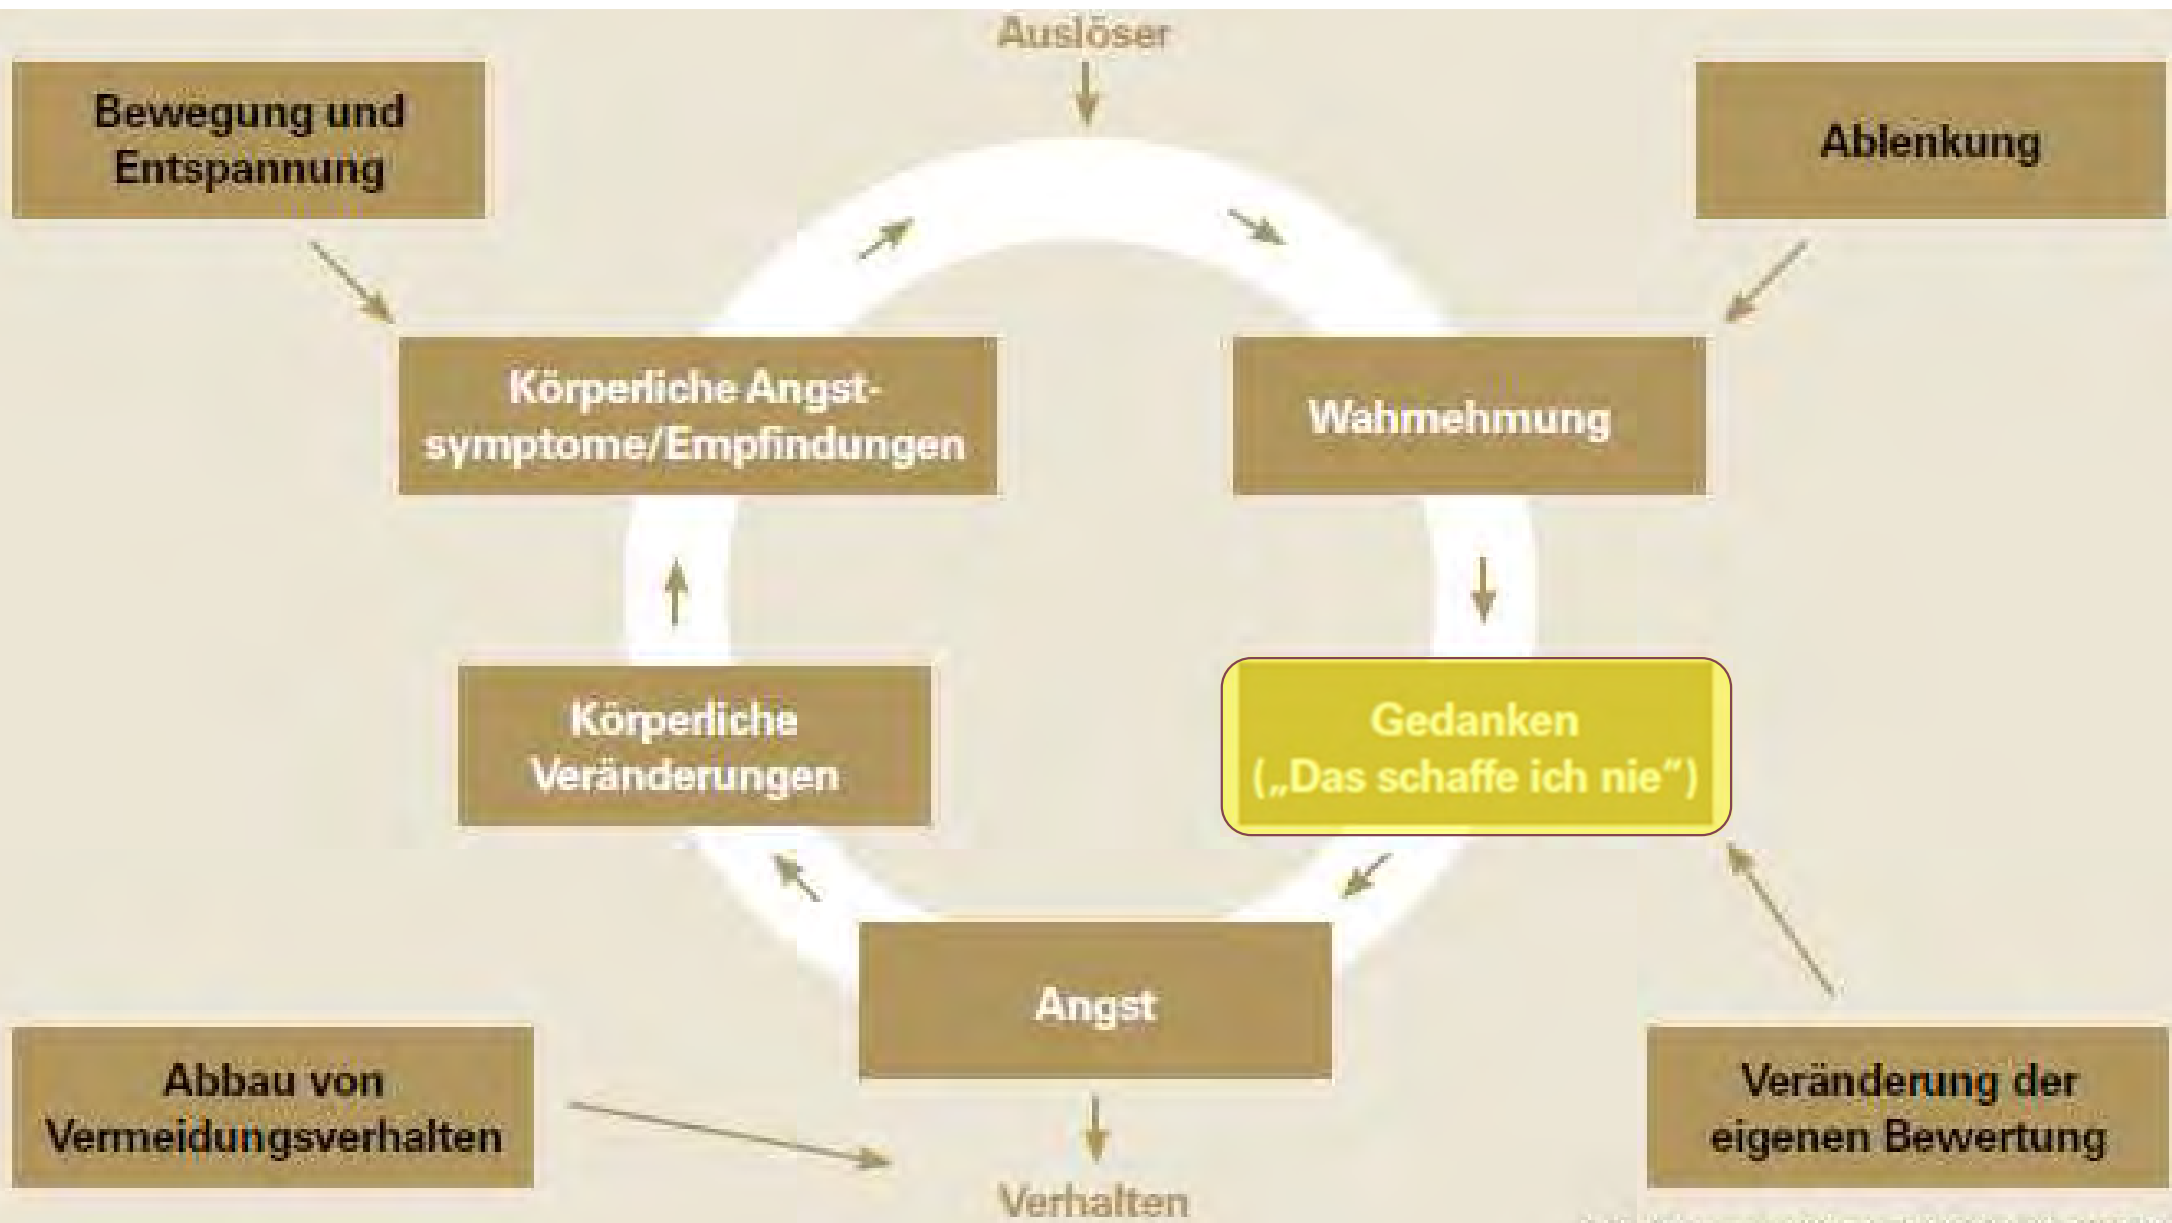 Auslöser
Bewegung und
Entspannung
Ablenkung
Körperliche Angst-
symptome/Empfindungen
Wahrnehmung
Körperliche
Veränderungen
Gedanken
(„Das schaffe ich nie“)
Angst
Abbau von
Vermeidungsverhalten
Veränderung der
eigenen Bewertung
Verhalten